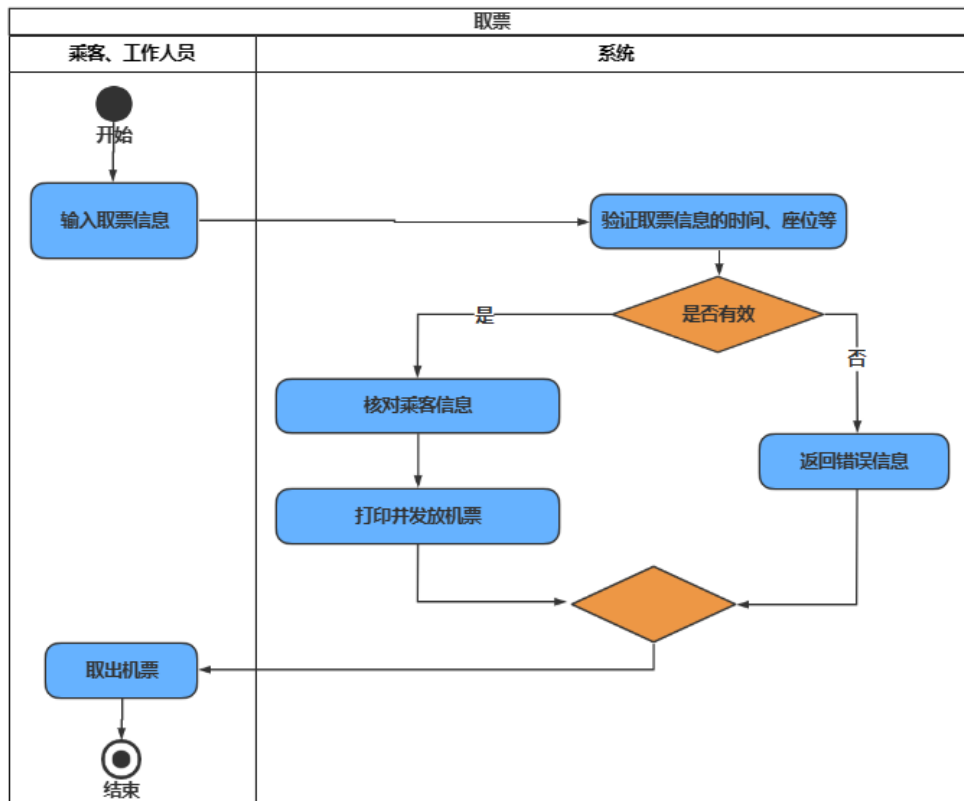 取票
乘客、工作人员
系统
开始
输入取票信息
验证取票信息的时间、座位等
是否有效
是
否
核对乘客信息
返回错误信息
打印并发放机票
取出机票
结束